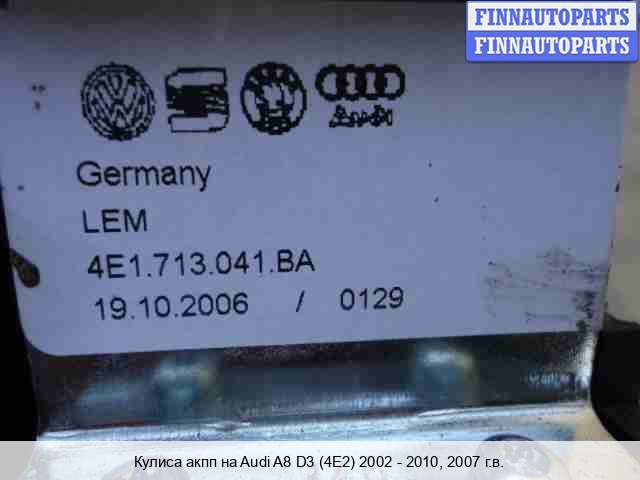 FINNAUTOPARTS
FINNAUTOPARTS
Audi
Germany
LEM
4E1.713.041.BA
19.10.2006 / 0129
Кулиса акпп на Audi A8 D3 (4E2) 2002 - 2010, 2007 г.в.